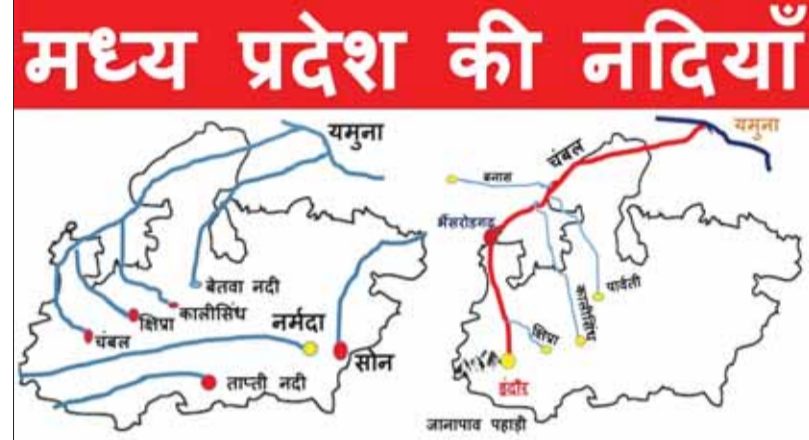 मध्य प्रदेश की नदियाँ
यमुना
बेतवा नदी
कालीसिंध
क्षिप्रा
चंबल
नर्मदा
सोन
ताप्ती नदी
यमुना
चंबल
बनास
भैंसरोडगढ़
पार्वती
कालीसिंध
क्षिप्रा
इंदौर
जानापाव पहाड़ी